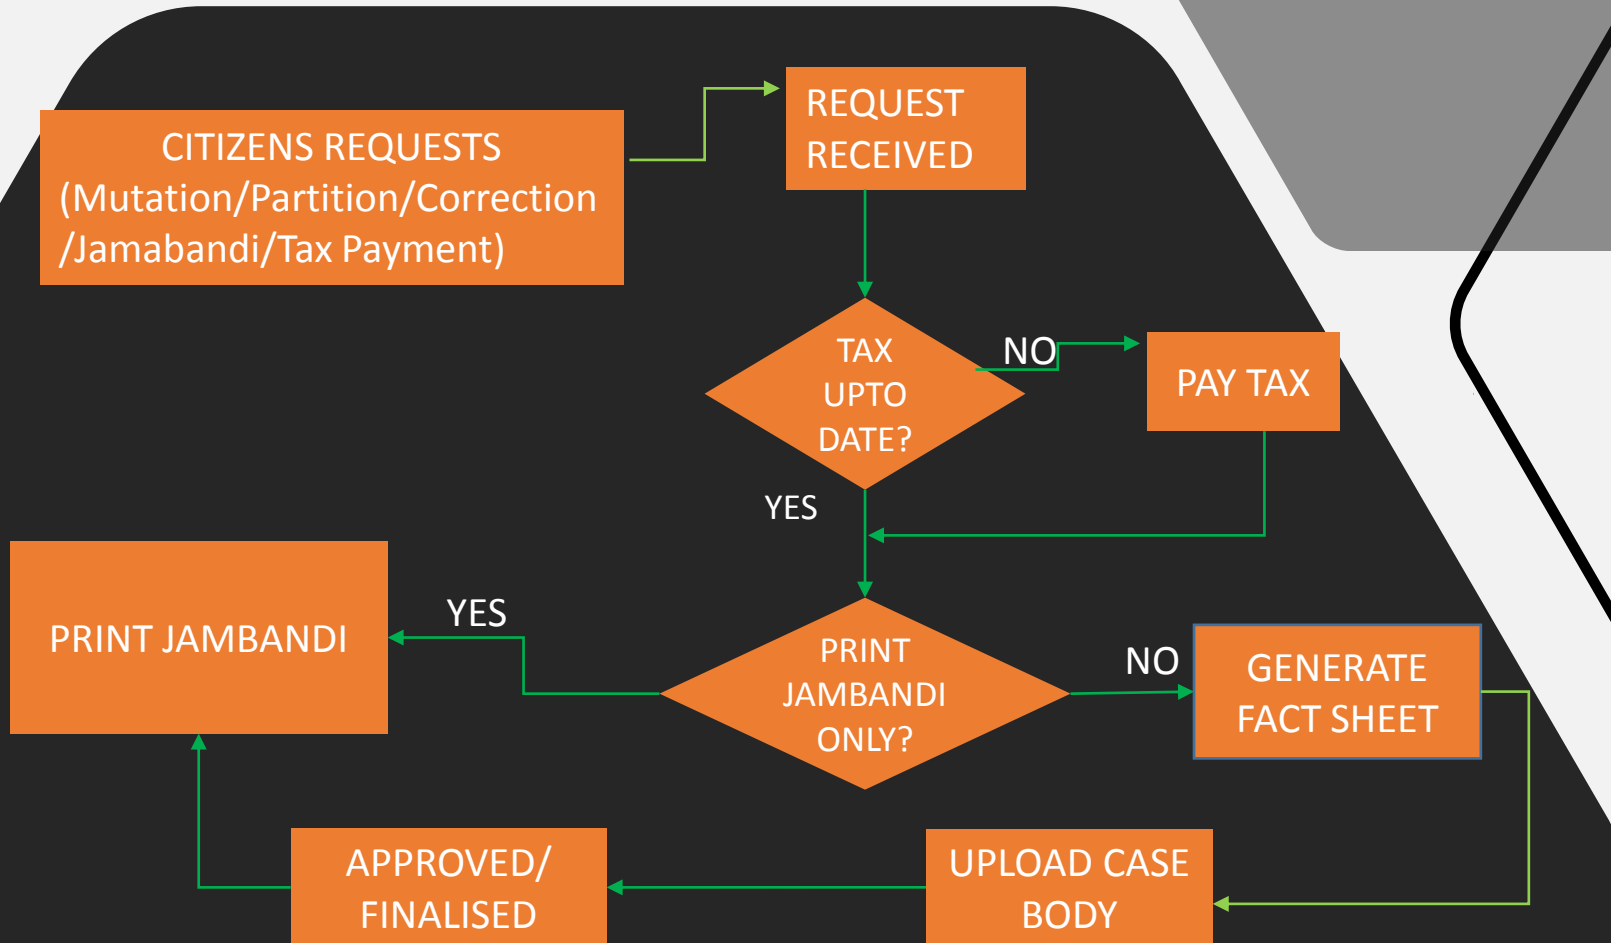 CITIZENS REQUESTS
(Mutation/Partition/Correction
/Jamabandi/Tax Payment)
REQUEST
RECEIVED
TAX
UPTO
DATE?
NO
PAY TAX
YES
PRINT JAMBANDI
YES
PRINT
JAMBANDI
ONLY?
NO
GENERATE
FACT SHEET
APPROVED/
FINALISED
UPLOAD CASE
BODY